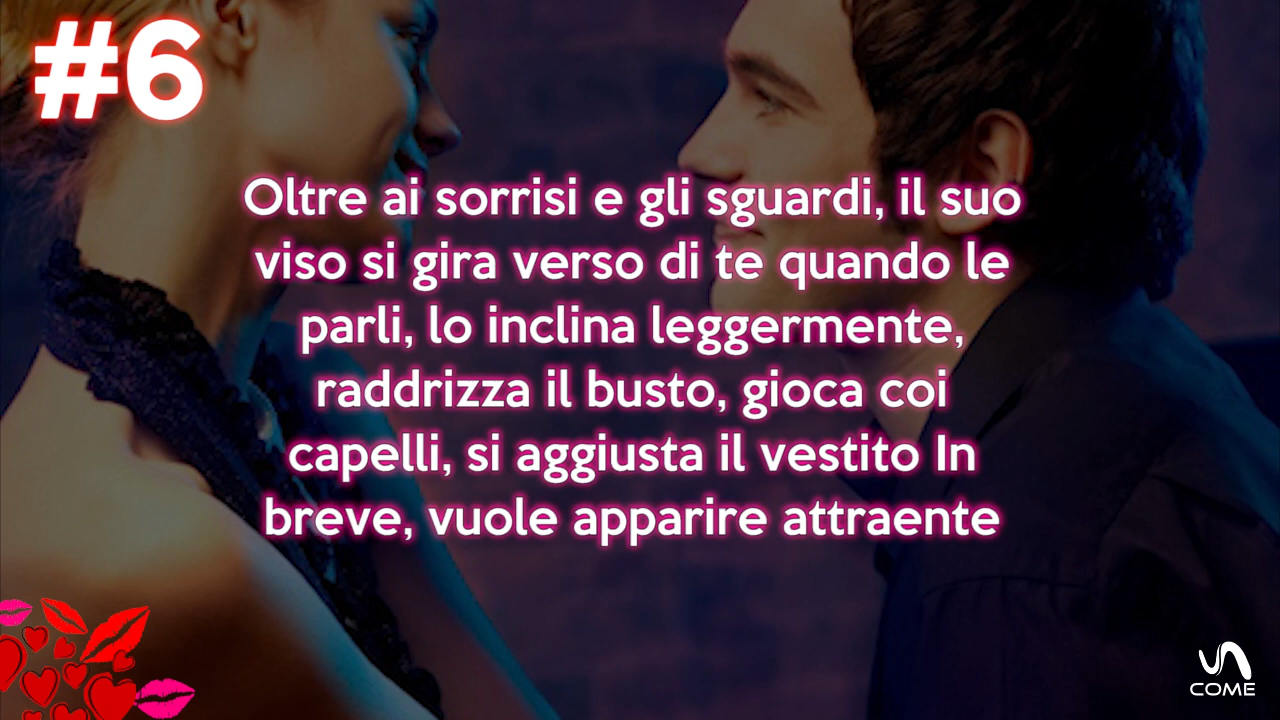 #6
Oltre ai sorrisi e gli sguardi, il suo
viso si gira verso di te quando le
parli, lo inclina leggermente,
raddrizza il busto, gioca coi
capelli, si aggiusta il vestito In
breve, vuole apparire attraente
COME